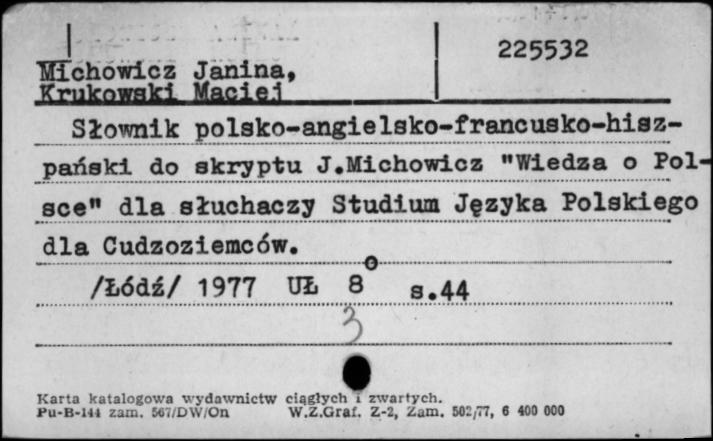 225532
Michowicz Janina,
Krukowski Maciej
Słownik polsko-angielsko-francusko-hisz-
pański do skryptu J.Michowicz "Wiedza o Pol-
sce" dla słuchaczy Studium Języka Polskiego
dla Cudzoziemców.
/Łódź/ 1977 UŁ 8° s.44
3
Karta katalogowa wydawnictw ciągłych i zwartych.
Pu-B-144 zam. 567/DW/On W.Z.Graf. Z-2, Zam. 502/77, 6 400 000